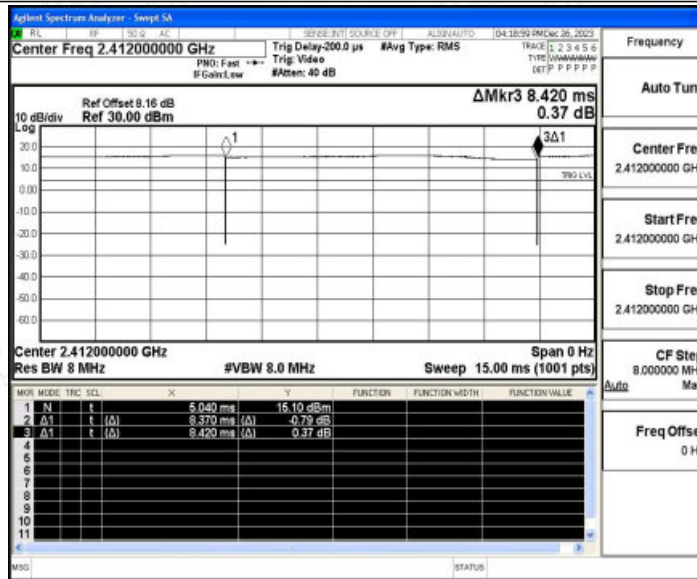 Agilent Spectrum Analyzer - Swept SA
RL RF 50 Ω AC SENSE:INT SOURCE OFF ALIGNAUTO 04:18:59 PMDec 26, 2023
Center Freq 2.412000000 GHz
PNO: Fast
IFGain:Low
Trig Delay-200.0 µs
Trig: Video
#Atten: 40 dB
#Avg Type: RMS
TRACE 1 2 3 4 5 6
TYPE
DET P P P P P P
Ref Offset 8.16 dB
Ref 30.00 dBm
10 dB/div
Log
ΔMkr3 8.420 ms
0.37 dB
1
3Δ1
TRIG LVL
20.0
10.0
0.00
-10.0
-20.0
-30.0
-40.0
-50.0
-60.0
Center 2.412000000 GHz
Span 0 Hz
Res BW 8 MHz
#VBW 8.0 MHz
Sweep 15.00 ms (1001 pts)
MKR MODE TRC SCL X Y FUNCTION FUNCTION WIDTH FUNCTION VALUE
1 N t 5.040 ms 15.10 dBm
2 Δ1 t (Δ) 8.370 ms (Δ) -0.79 dB
3 Δ1 t (Δ) 8.420 ms (Δ) 0.37 dB
4
5
6
7
8
9
10
11
MSG
STATUS
Frequency
Auto Tun
Center Fre
2.412000000 GH
Start Fre
2.412000000 GH
Stop Fre
2.412000000 GH
CF Ste
8.000000 MH
Auto Ma
Freq Offse
0 H